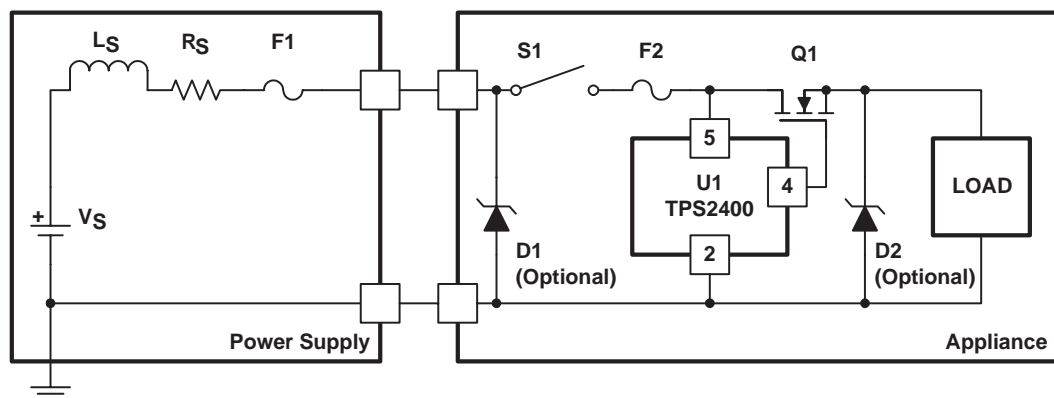 LS
RS
F1
S1
F2
Q1
5
U1
TPS2400
4
LOAD
+
VS
2
D1
(Optional)
D2
(Optional)
Power Supply
Appliance